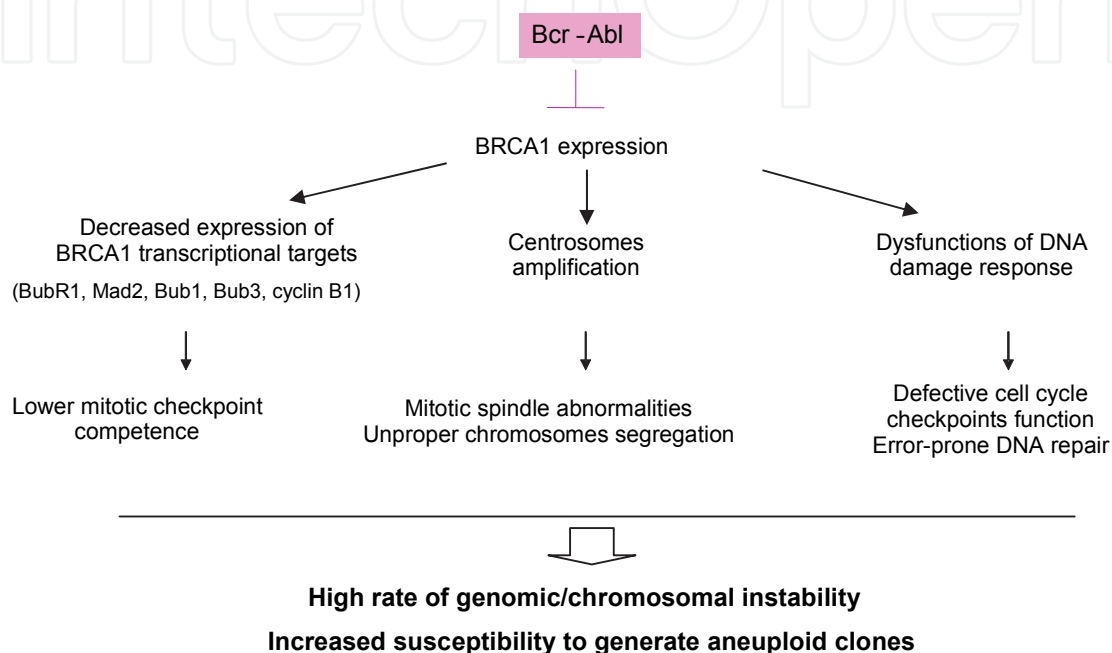 IntechOpen
Bcr -Abl
BRCA1 expression
Decreased expression of
BRCA1 transcriptional targets
(BubR1, Mad2, Bub1, Bub3, cyclin B1)
Centrosomes
amplification
Dysfunctions of DNA
damage response
Lower mitotic checkpoint
competence
Mitotic spindle abnormalities
Unproper chromosomes segregation
Defective cell cycle
checkpoints function
Error-prone DNA repair
High rate of genomic/chromosomal instability
Increased susceptibility to generate aneuploid clones